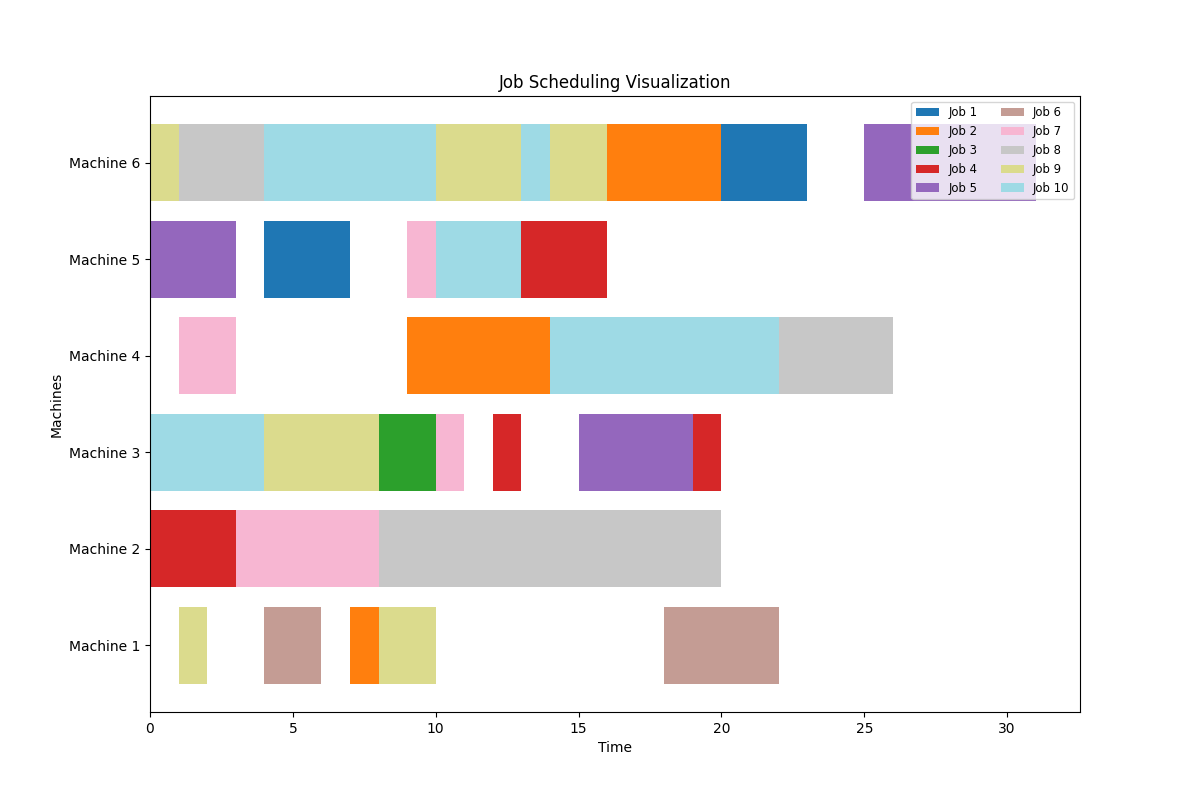 Job Scheduling Visualization
Job 1
Job 2
Job 3
Job 4
Job 5
Job 6
Job 7
Job 8
Job 9
Job 10
Machine 6
Machine 5
Machine 4
Machine 3
Machine 2
Machine 1
Machines
0 5 10 15 20 25 30
Time